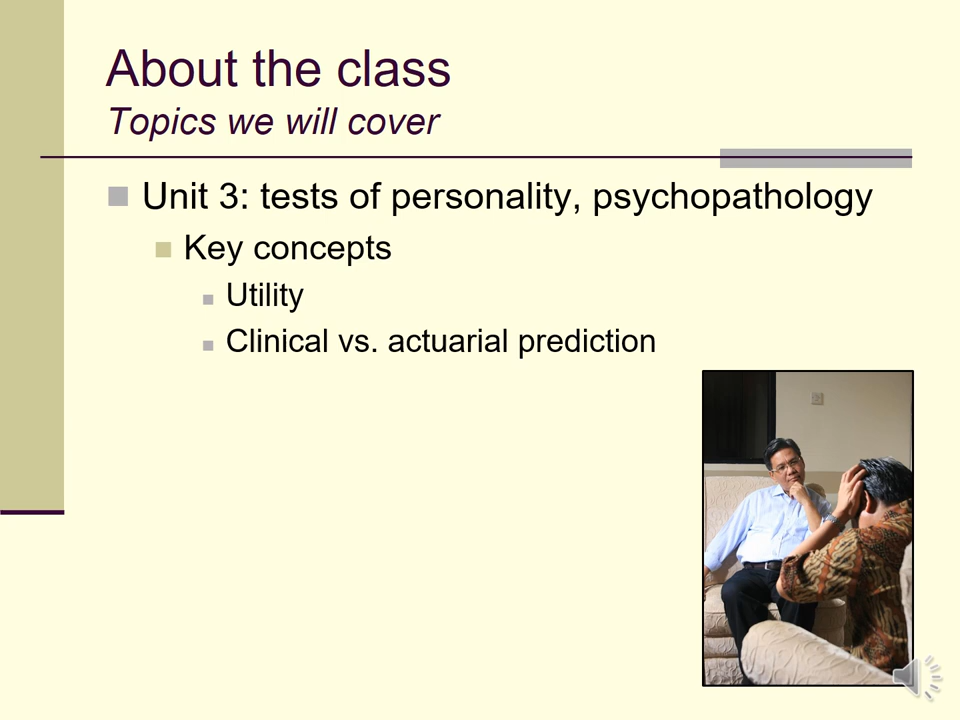 About the class
Topics we will cover
Unit 3: tests of personality, psychopathology
Key concepts
Utility
Clinical vs. actuarial prediction